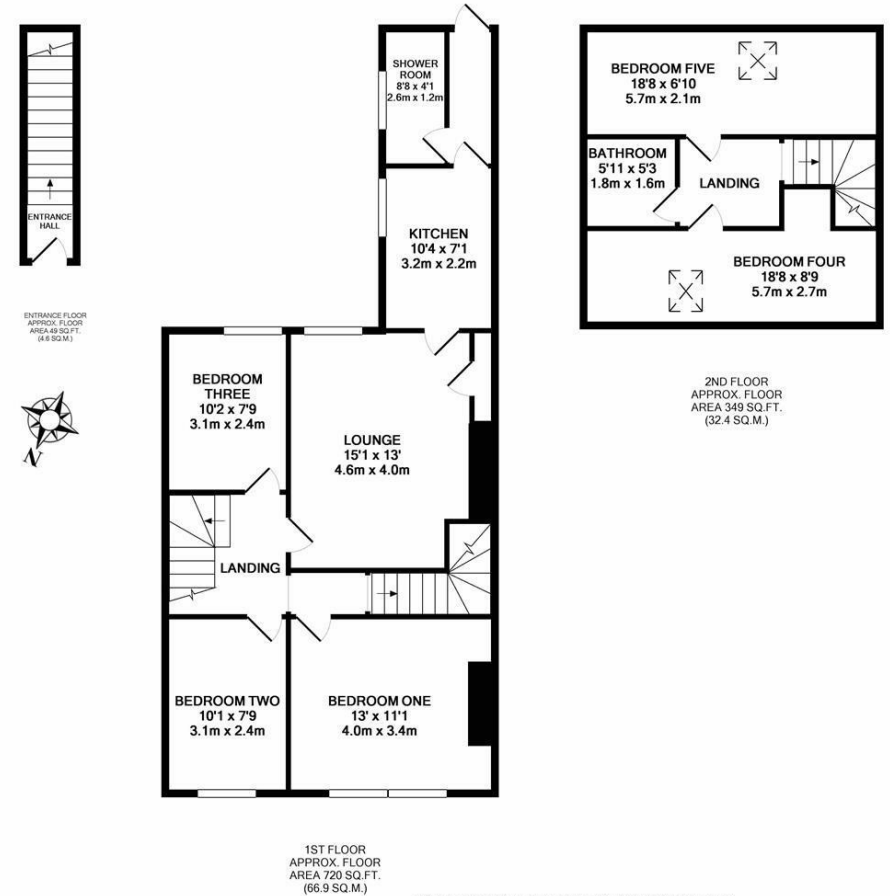 SHOWER
ROOM
8'8 x 4'1
2.6m x 1.2m
KITCHEN
10'4 x 7'1
3.2m x 2.2m
ENTRANCE
HALL
ENTRANCE FLOOR
APPROX. FLOOR
AREA 49 SQ.FT.
(4.6 SQ.M.)
N
BEDROOM
THREE
10'2 x 7'9
3.1m x 2.4m
LOUNGE
15'1 x 13'
4.6m x 4.0m
LANDING
BEDROOM TWO
10'1 x 7'9
3.1m x 2.4m
BEDROOM ONE
13' x 11'1
4.0m x 3.4m
1ST FLOOR
APPROX. FLOOR
AREA 720 SQ.FT.
(66.9 SQ.M.)
BEDROOM FIVE
18'8 x 6'10
5.7m x 2.1m
BATHROOM
5'11 x 5'3
1.8m x 1.6m
LANDING
BEDROOM FOUR
18'8 x 8'9
5.7m x 2.7m
2ND FLOOR
APPROX. FLOOR
AREA 349 SQ.FT.
(32.4 SQ.M.)